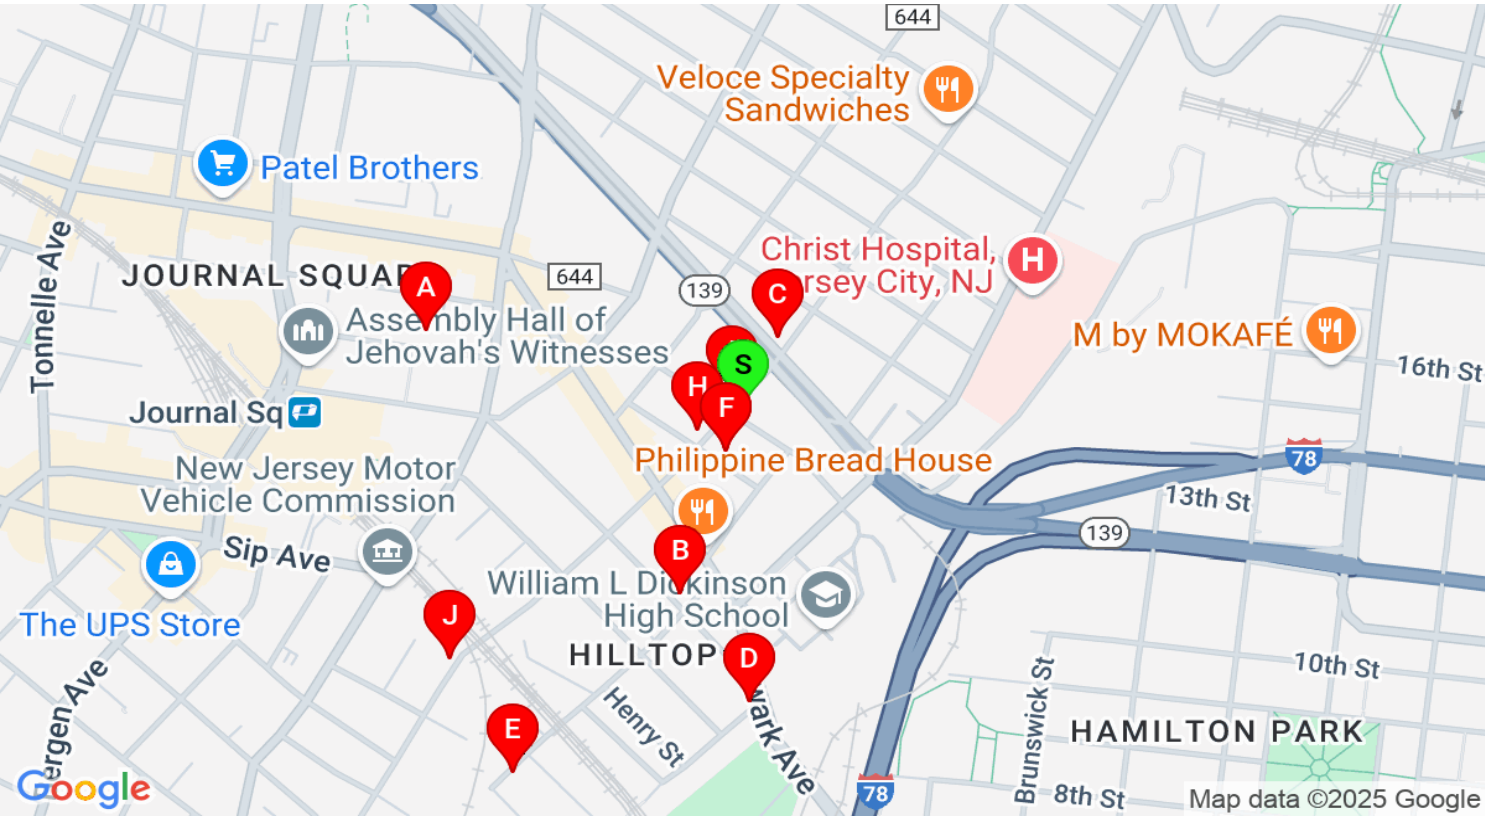 644
Veloce Specialty
Sandwiches
Patel Brothers
Tonnelle Ave
JOURNAL SQUAR
A
644
139
Christ Hospital,
rsey City, NJ
H
C
Assembly Hall of
Jehovah's Witnesses
M by MOKAFÉ
16th St
S
H
F
Journal Sq
Philippine Bread House
78
New Jersey Motor
Vehicle Commission
13th St
139
Sip Ave
B
William L Dickinson
High School
The UPS Store
J
HILLTOP
D
10th St
Brunswick St
Henry St
wark Ave
E
HAMILTON PARK
ergen Ave
8th St
78
Google
Map data ©2025 Google